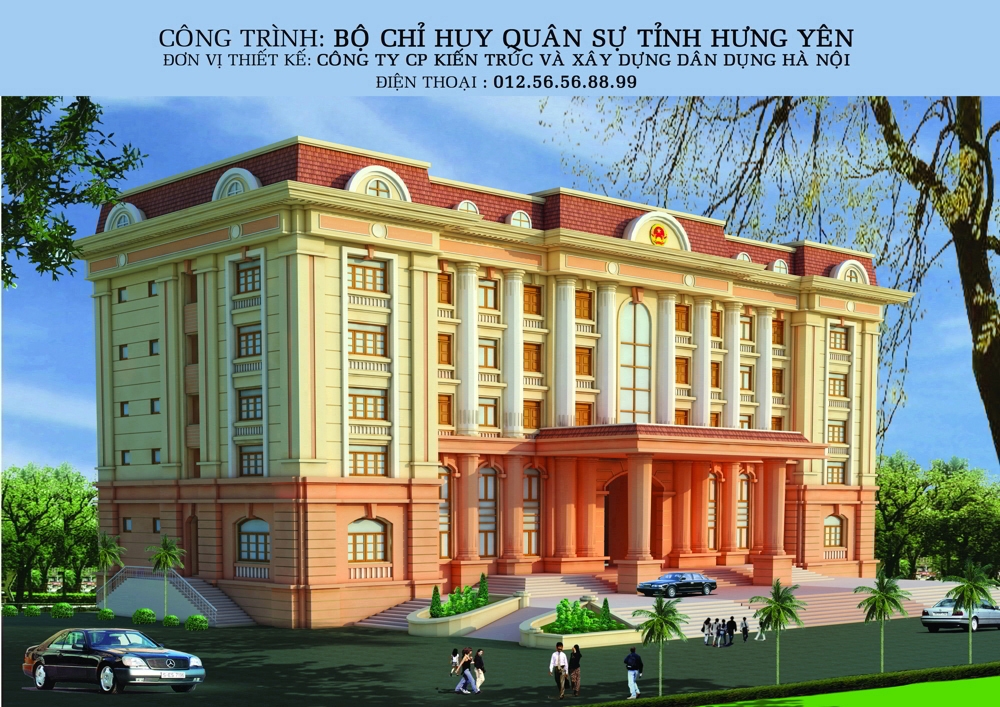 CÔNG TRÌNH: BỘ CHỈ HUY QUÂN SỰ TỈNH HƯNG YÊN
ĐƠN VỊ THIẾT KẾ: CÔNG TY CP KIẾN TRÚC VÀ XÂY DỰNG DÂN DỤNG HÀ NỘI
ĐIỆN THOẠI : 012.56.56.88.99